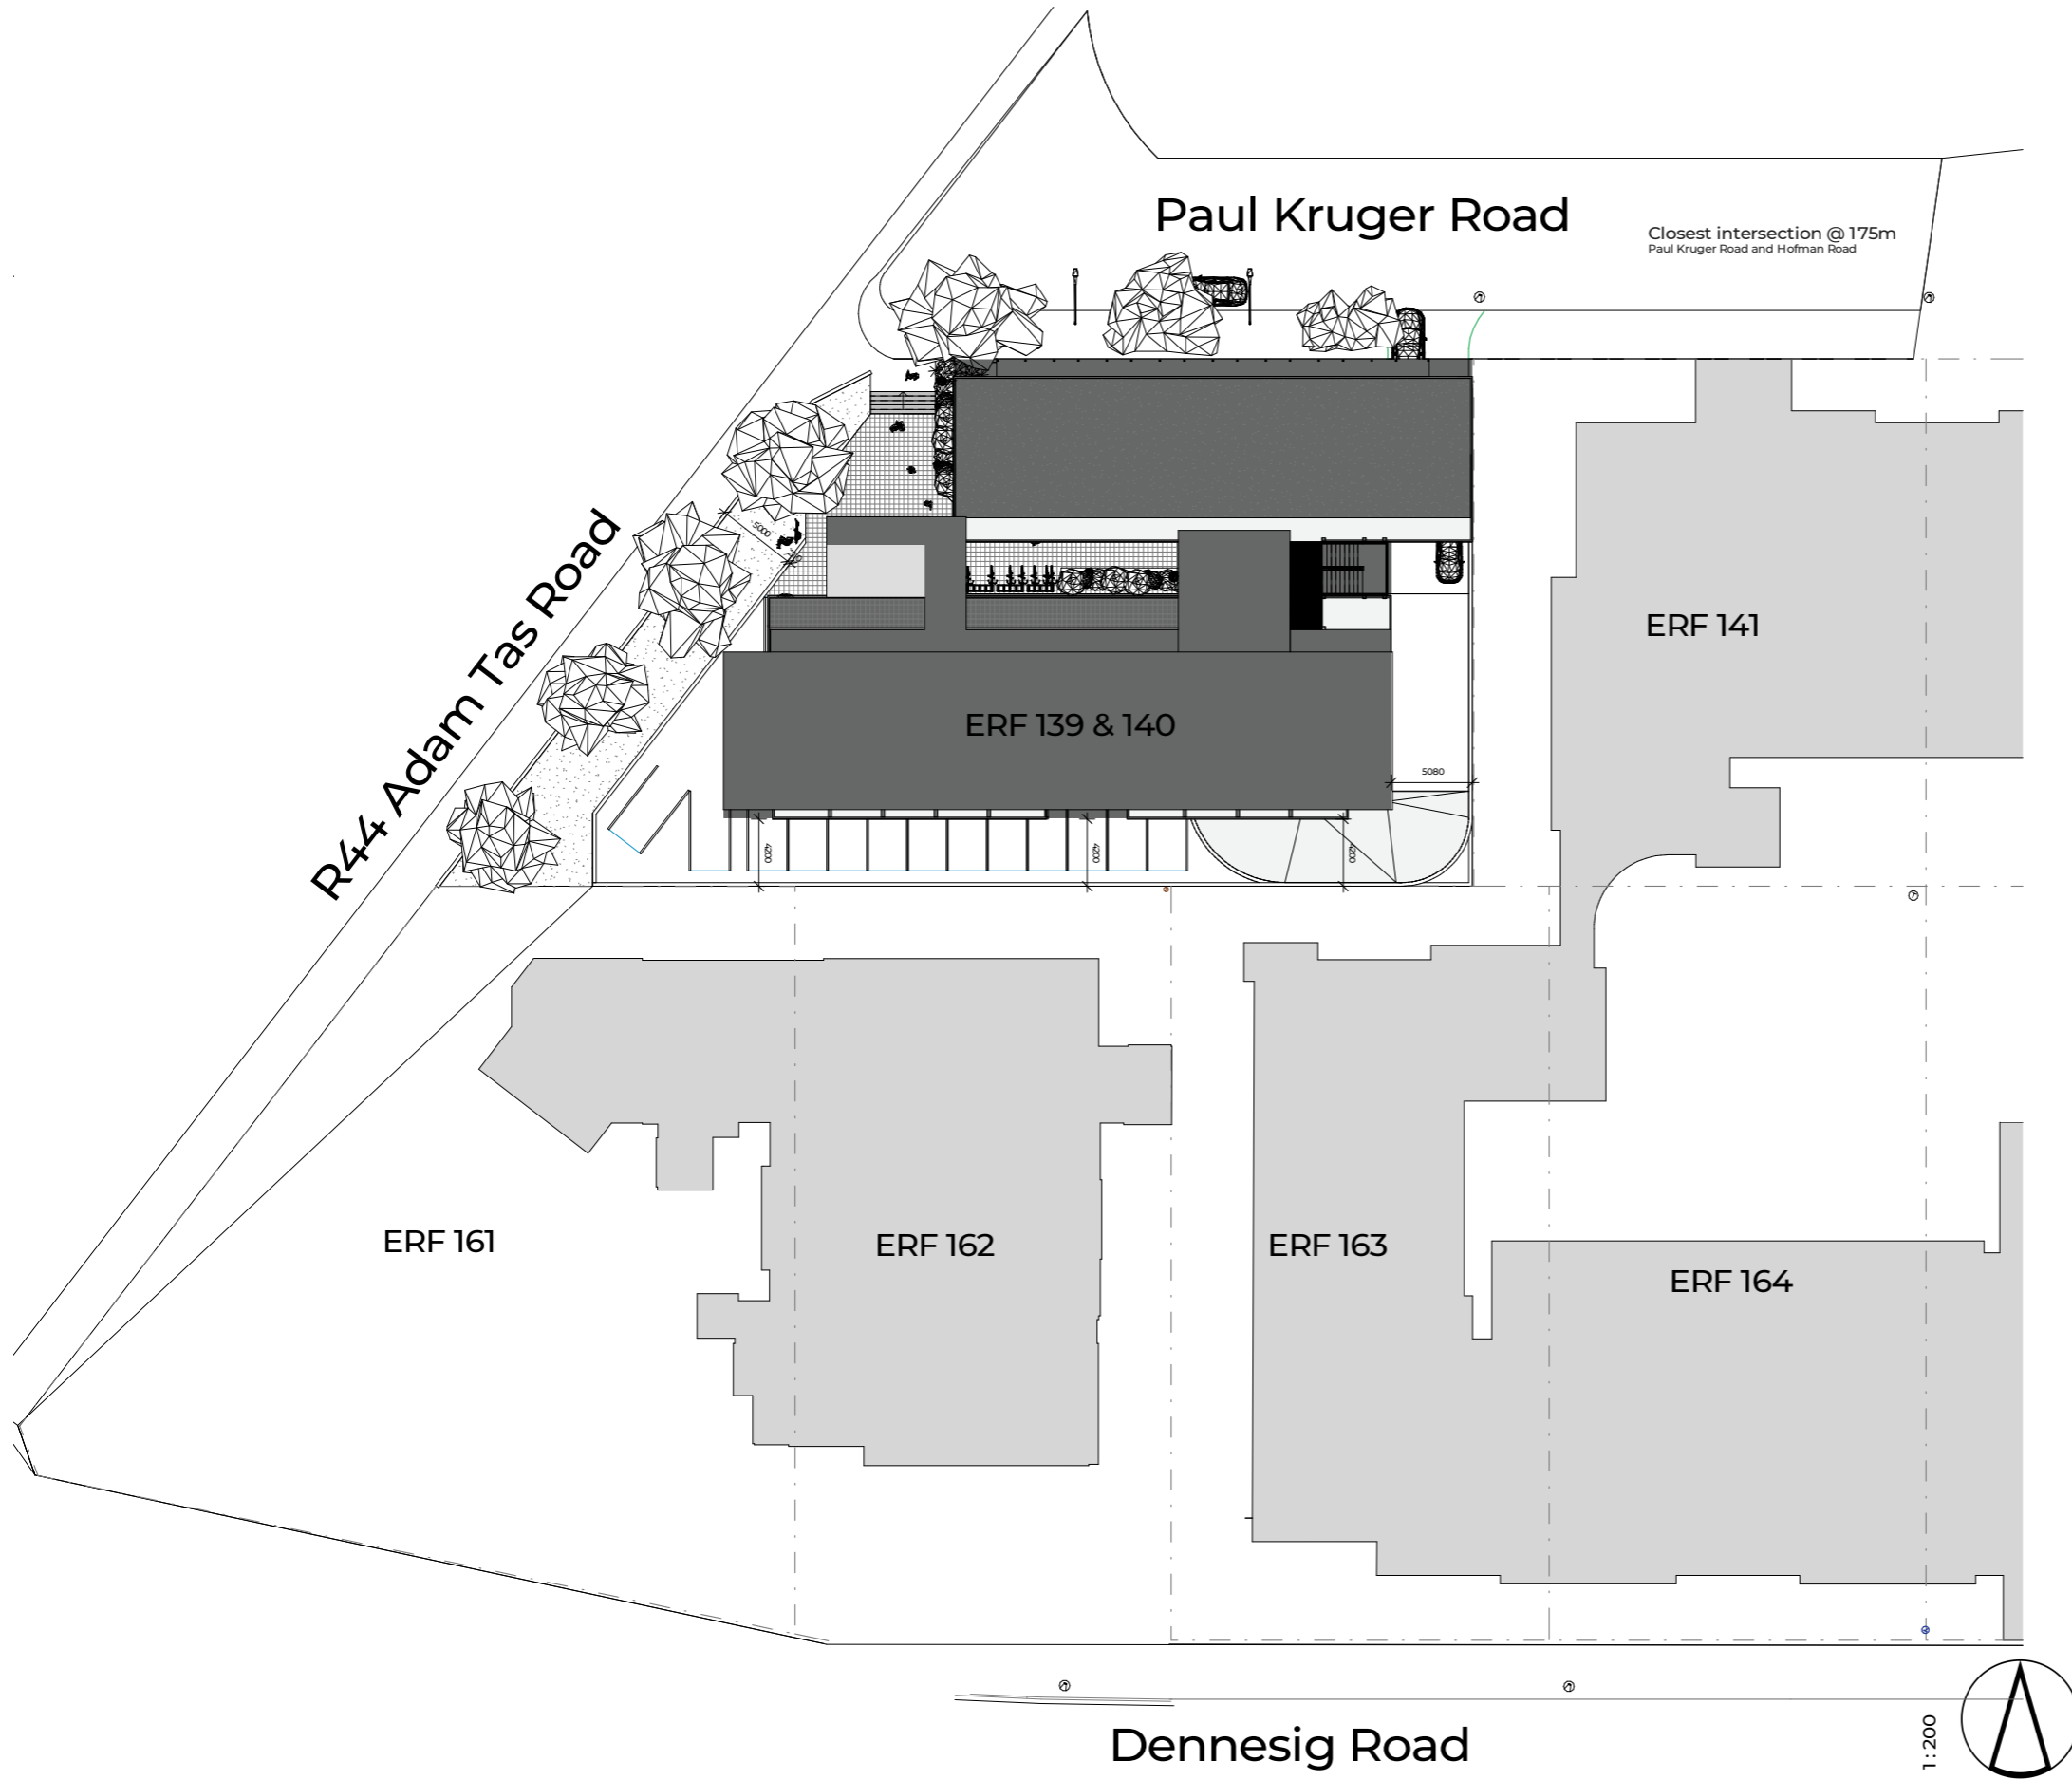 Paul Kruger Road
Closest intersection @ 175m
Paul Kruger Road and Hofman Road
R44 Adam Tas Road
5000
ERF 141
ERF 139 & 140
5080
4200
4200
4200
ERF 161
ERF 162
ERF 163
ERF 164
Dennesig Road
1 : 200